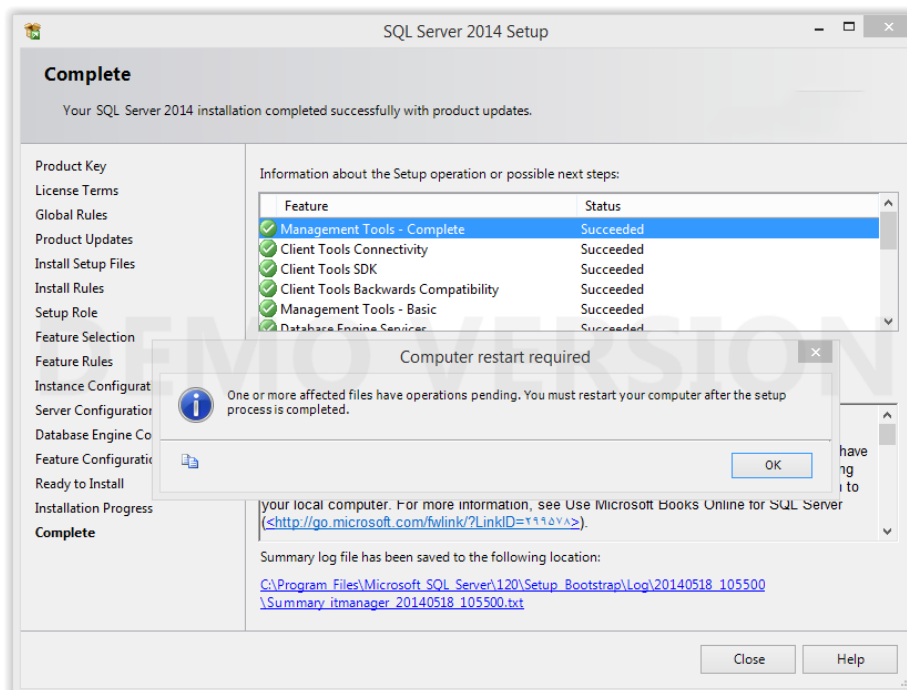 SQL Server 2014 Setup
Complete
Your SQL Server 2014 installation completed successfully with product updates.
Product Key
License Terms
Global Rules
Product Updates
Install Setup Files
Install Rules
Setup Role
Feature Selection
Feature Rules
Instance Configurat
Server Configuration
Database Engine Co
Feature Configuratio
Ready to Install
Installation Progress
Complete
Information about the Setup operation or possible next steps:
Feature Status
Management Tools - Complete Succeeded
Client Tools Connectivity Succeeded
Client Tools SDK Succeeded
Client Tools Backwards Compatibility Succeeded
Management Tools - Basic Succeeded
Database Engine Services Succeeded
DEMO VERSION
Computer restart required
One or more affected files have operations pending. You must restart your computer after the setup
process is completed.
OK
have
ng
to
your local computer. For more information, see Use Microsoft Books Online for SQL Server
(<http://go.microsoft.com/fwlink/?LinkID=۲۹۹۵۷۸>).
Summary log file has been saved to the following location:
C:\Program Files\Microsoft SQL Server\120\Setup Bootstrap\Log\20140518_105500
\Summary_itmanager_20140518_105500.txt
Close Help